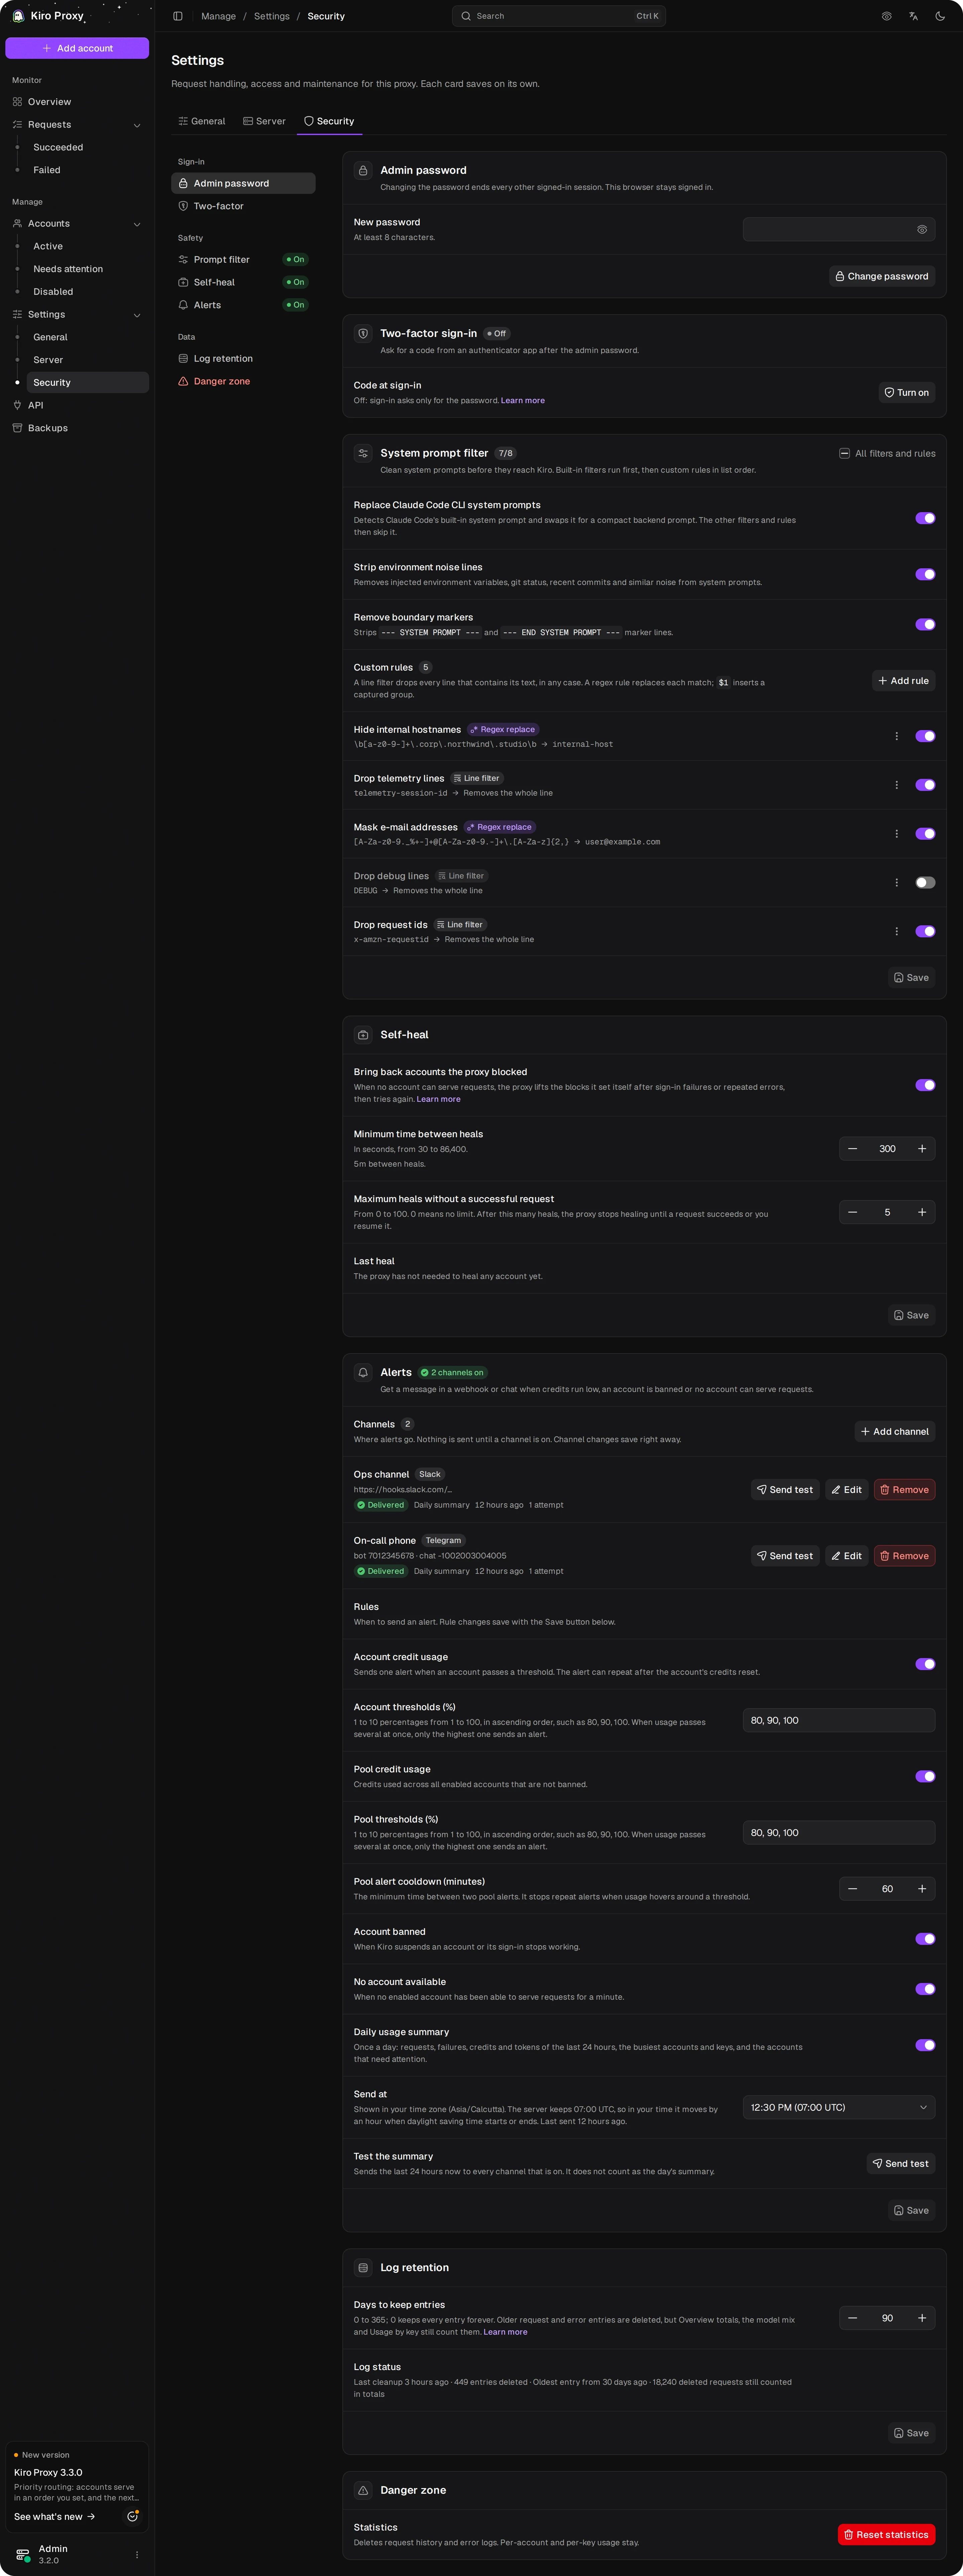 Kiro Proxy
Add account
Monitor
Overview
Requests
Succeeded
Failed
Manage
Accounts
Active
Needs attention
Disabled
Settings
General
Server
Security
API
Backups
New version
Kiro Proxy 3.3.0
Priority routing: accounts serve
in an order you set, and the next...
See what's new →
Admin
3.2.0
Manage / Settings / Security
Search
Ctrl K
Settings
Request handling, access and maintenance for this proxy. Each card saves on its own.
General
Server
Security
Sign-in
Admin password
Two-factor
Safety
Prompt filter
On
Self-heal
On
Alerts
On
Data
Log retention
Danger zone
Admin password
Changing the password ends every other signed-in session. This browser stays signed in.
New password
At least 8 characters.
Change password
Two-factor sign-in
Off
Ask for a code from an authenticator app after the admin password.
Code at sign-in
Off: sign-in asks only for the password. Learn more
Turn on
System prompt filter
7/8
Clean system prompts before they reach Kiro. Built-in filters run first, then custom rules in list order.
All filters and rules
Replace Claude Code CLI system prompts
Detects Claude Code's built-in system prompt and swaps it for a compact backend prompt. The other filters and rules
then skip it.
Strip environment noise lines
Removes injected environment variables, git status, recent commits and similar noise from system prompts.
Remove boundary markers
Strips --- SYSTEM PROMPT --- and --- END SYSTEM PROMPT --- marker lines.
Custom rules
5
A line filter drops every line that contains its text, in any case. A regex rule replaces each match; $1 inserts a
captured group.
Add rule
Hide internal hostnames
Regex replace
\b[a-z0-9-]+\.corp\.northwind\.studio\b → internal-host
Drop telemetry lines
Line filter
telemetry-session-id → Removes the whole line
Mask e-mail addresses
Regex replace
[A-Za-z0-9._%+-]+@[A-Za-z0-9.-]+\.[A-Za-z]{2,} → user@example.com
Drop debug lines
Line filter
DEBUG → Removes the whole line
Drop request ids
Line filter
x-amzn-requestid → Removes the whole line
Save
Self-heal
Bring back accounts the proxy blocked
When no account can serve requests, the proxy lifts the blocks it set itself after sign-in failures or repeated errors,
then tries again. Learn more
Minimum time between heals
In seconds, from 30 to 86,400.
5m between heals.
300
Maximum heals without a successful request
From 0 to 100. 0 means no limit. After this many heals, the proxy stops healing until a request succeeds or you
resume it.
5
Last heal
The proxy has not needed to heal any account yet.
Save
Alerts
2 channels on
Get a message in a webhook or chat when credits run low, an account is banned or no account can serve requests.
Channels
2
Where alerts go. Nothing is sent until a channel is on. Channel changes save right away.
Add channel
Ops channel
Slack
https://hooks.slack.com/…
Delivered
Daily summary 12 hours ago 1 attempt
Send test
Edit
Remove
On-call phone
Telegram
bot 7012345678 · chat -1002003004005
Delivered
Daily summary 12 hours ago 1 attempt
Send test
Edit
Remove
Rules
When to send an alert. Rule changes save with the Save button below.
Account credit usage
Sends one alert when an account passes a threshold. The alert can repeat after the account's credits reset.
Account thresholds (%)
1 to 10 percentages from 1 to 100, in ascending order, such as 80, 90, 100. When usage passes
several at once, only the highest one sends an alert.
80, 90, 100
Pool credit usage
Credits used across all enabled accounts that are not banned.
Pool thresholds (%)
1 to 10 percentages from 1 to 100, in ascending order, such as 80, 90, 100. When usage passes
several at once, only the highest one sends an alert.
80, 90, 100
Pool alert cooldown (minutes)
The minimum time between two pool alerts. It stops repeat alerts when usage hovers around a threshold.
60
Account banned
When Kiro suspends an account or its sign-in stops working.
No account available
When no enabled account has been able to serve requests for a minute.
Daily usage summary
Once a day: requests, failures, credits and tokens of the last 24 hours, the busiest accounts and keys, and the accounts
that need attention.
Send at
Shown in your time zone (Asia/Calcutta). The server keeps 07:00 UTC, so in your time it moves by
an hour when daylight saving time starts or ends. Last sent 12 hours ago.
12:30 PM (07:00 UTC)
Test the summary
Sends the last 24 hours now to every channel that is on. It does not count as the day's summary.
Send test
Save
Log retention
Days to keep entries
0 to 365; 0 keeps every entry forever. Older request and error entries are deleted, but Overview totals, the model mix
and Usage by key still count them. Learn more
90
Log status
Last cleanup 3 hours ago · 449 entries deleted · Oldest entry from 30 days ago · 18,240 deleted requests still counted
in totals
Save
Danger zone
Statistics
Deletes request history and error logs. Per-account and per-key usage stay.
Reset statistics